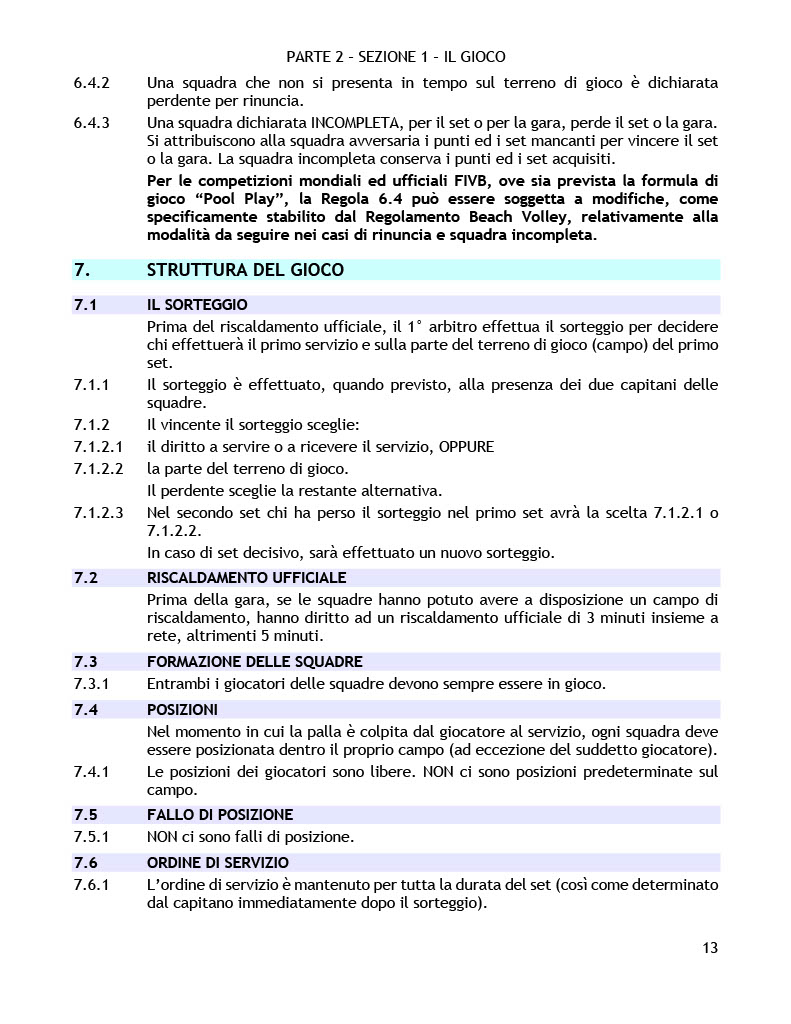 PARTE 2 – SEZIONE 1 – IL GIOCO
6.4.2 Una squadra che non si presenta in tempo sul terreno di gioco è dichiarata
perdente per rinuncia.
6.4.3 Una squadra dichiarata INCOMPLETA, per il set o per la gara, perde il set o la gara.
Si attribuiscono alla squadra avversaria i punti ed i set mancanti per vincere il set
o la gara. La squadra incompleta conserva i punti ed i set acquisiti.
Per le competizioni mondiali ed ufficiali FIVB, ove sia prevista la formula di
gioco “Pool Play”, la Regola 6.4 può essere soggetta a modifiche, come
specificamente stabilito dal Regolamento Beach Volley, relativamente alla
modalità da seguire nei casi di rinuncia e squadra incompleta.
7. STRUTTURA DEL GIOCO
7.1 IL SORTEGGIO
Prima del riscaldamento ufficiale, il 1° arbitro effettua il sorteggio per decidere
chi effettuerà il primo servizio e sulla parte del terreno di gioco (campo) del primo
set.
7.1.1 Il sorteggio è effettuato, quando previsto, alla presenza dei due capitani delle
squadre.
7.1.2 Il vincente il sorteggio sceglie:
7.1.2.1 il diritto a servire o a ricevere il servizio, OPPURE
7.1.2.2 la parte del terreno di gioco.
Il perdente sceglie la restante alternativa.
7.1.2.3 Nel secondo set chi ha perso il sorteggio nel primo set avrà la scelta 7.1.2.1 o
7.1.2.2.
In caso di set decisivo, sarà effettuato un nuovo sorteggio.
7.2 RISCALDAMENTO UFFICIALE
Prima della gara, se le squadre hanno potuto avere a disposizione un campo di
riscaldamento, hanno diritto ad un riscaldamento ufficiale di 3 minuti insieme a
rete, altrimenti 5 minuti.
7.3 FORMAZIONE DELLE SQUADRE
7.3.1 Entrambi i giocatori delle squadre devono sempre essere in gioco.
7.4 POSIZIONI
Nel momento in cui la palla è colpita dal giocatore al servizio, ogni squadra deve
essere posizionata dentro il proprio campo (ad eccezione del suddetto giocatore).
7.4.1 Le posizioni dei giocatori sono libere. NON ci sono posizioni predeterminate sul
campo.
7.5 FALLO DI POSIZIONE
7.5.1 NON ci sono falli di posizione.
7.6 ORDINE DI SERVIZIO
7.6.1 L’ordine di servizio è mantenuto per tutta la durata del set (così come determinato
dal capitano immediatamente dopo il sorteggio).
13